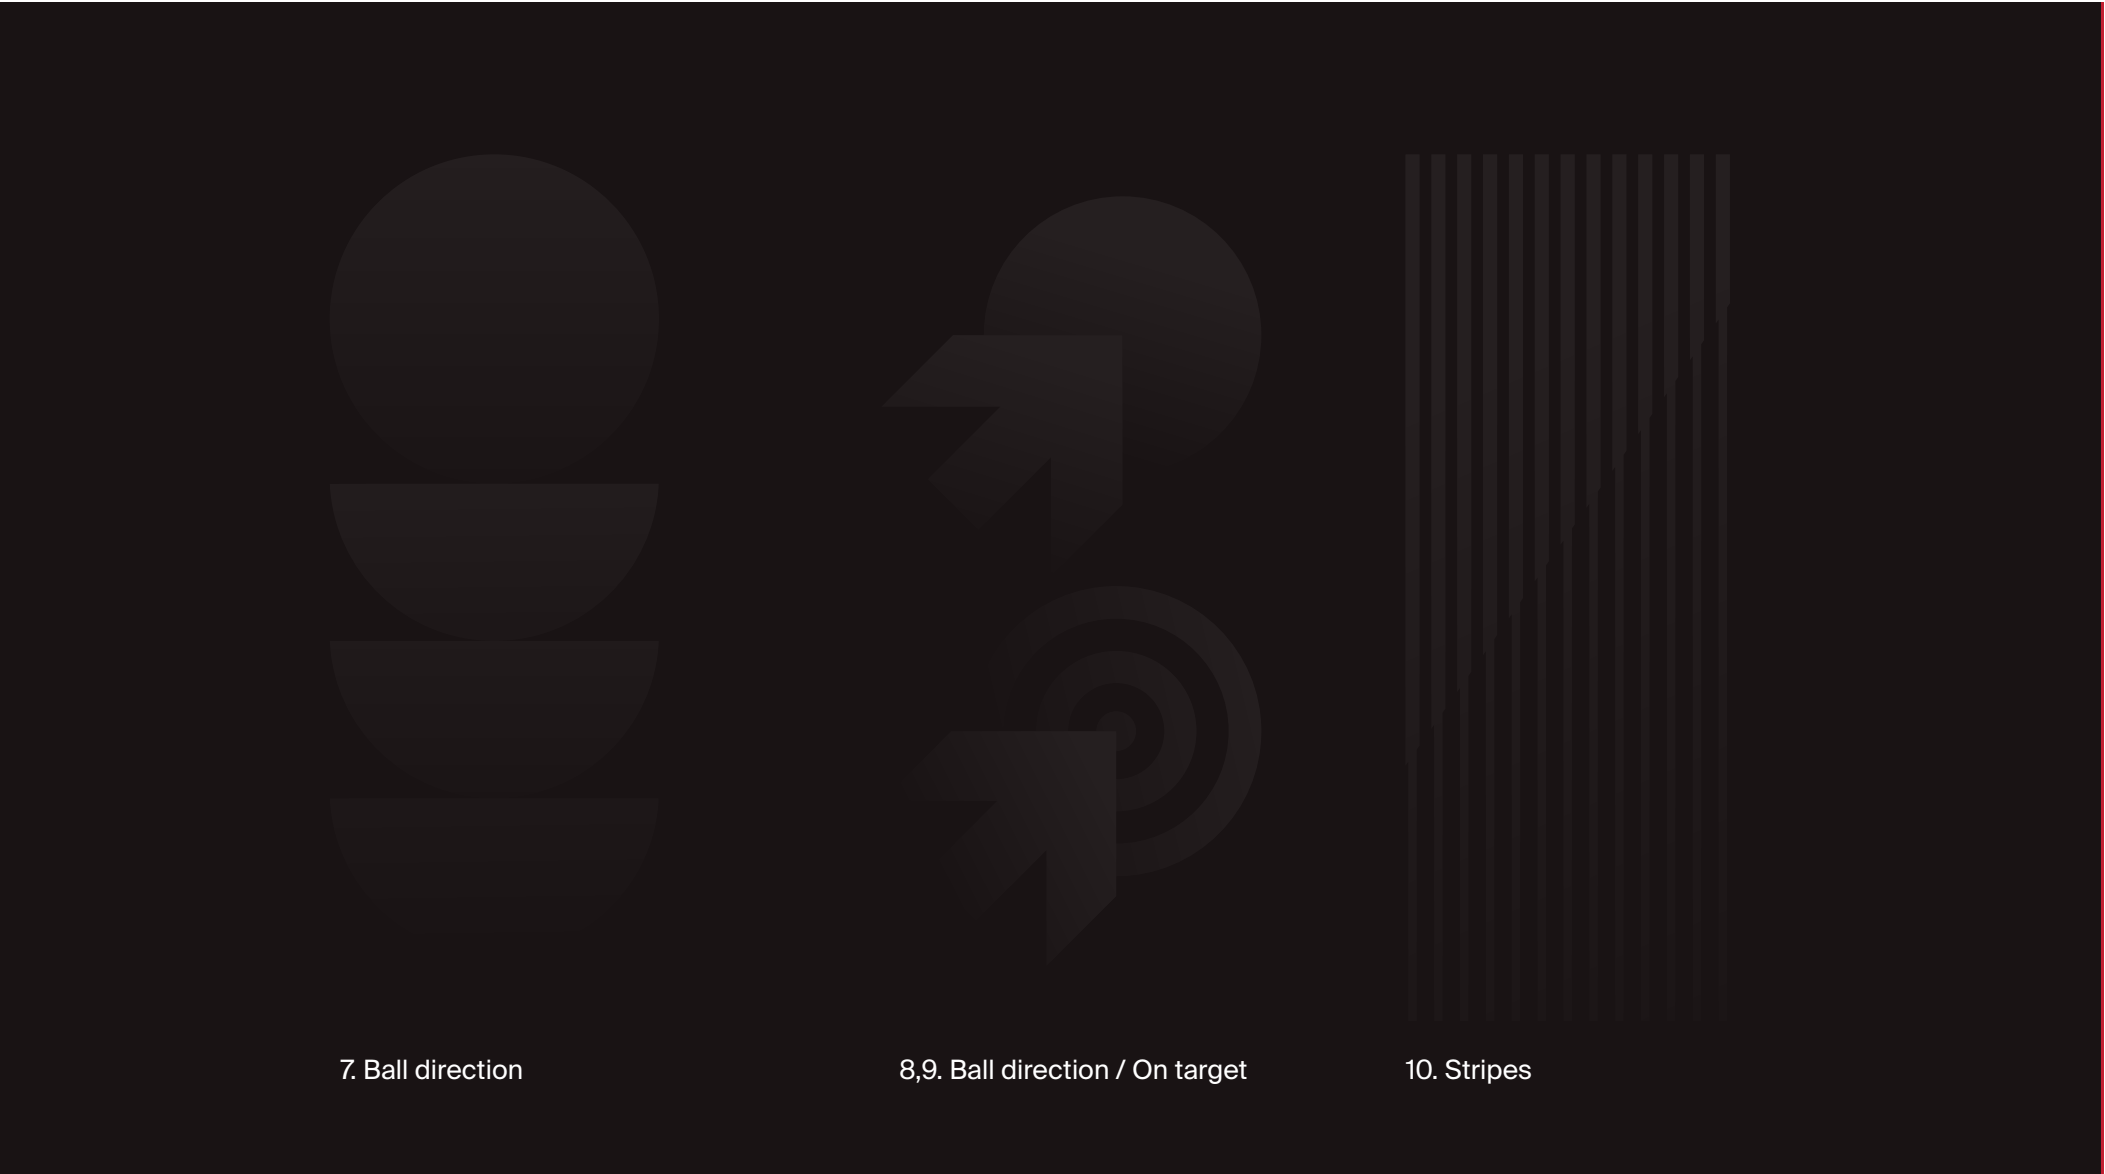 7. Ball direction
8,9. Ball direction / On target
10. Stripes